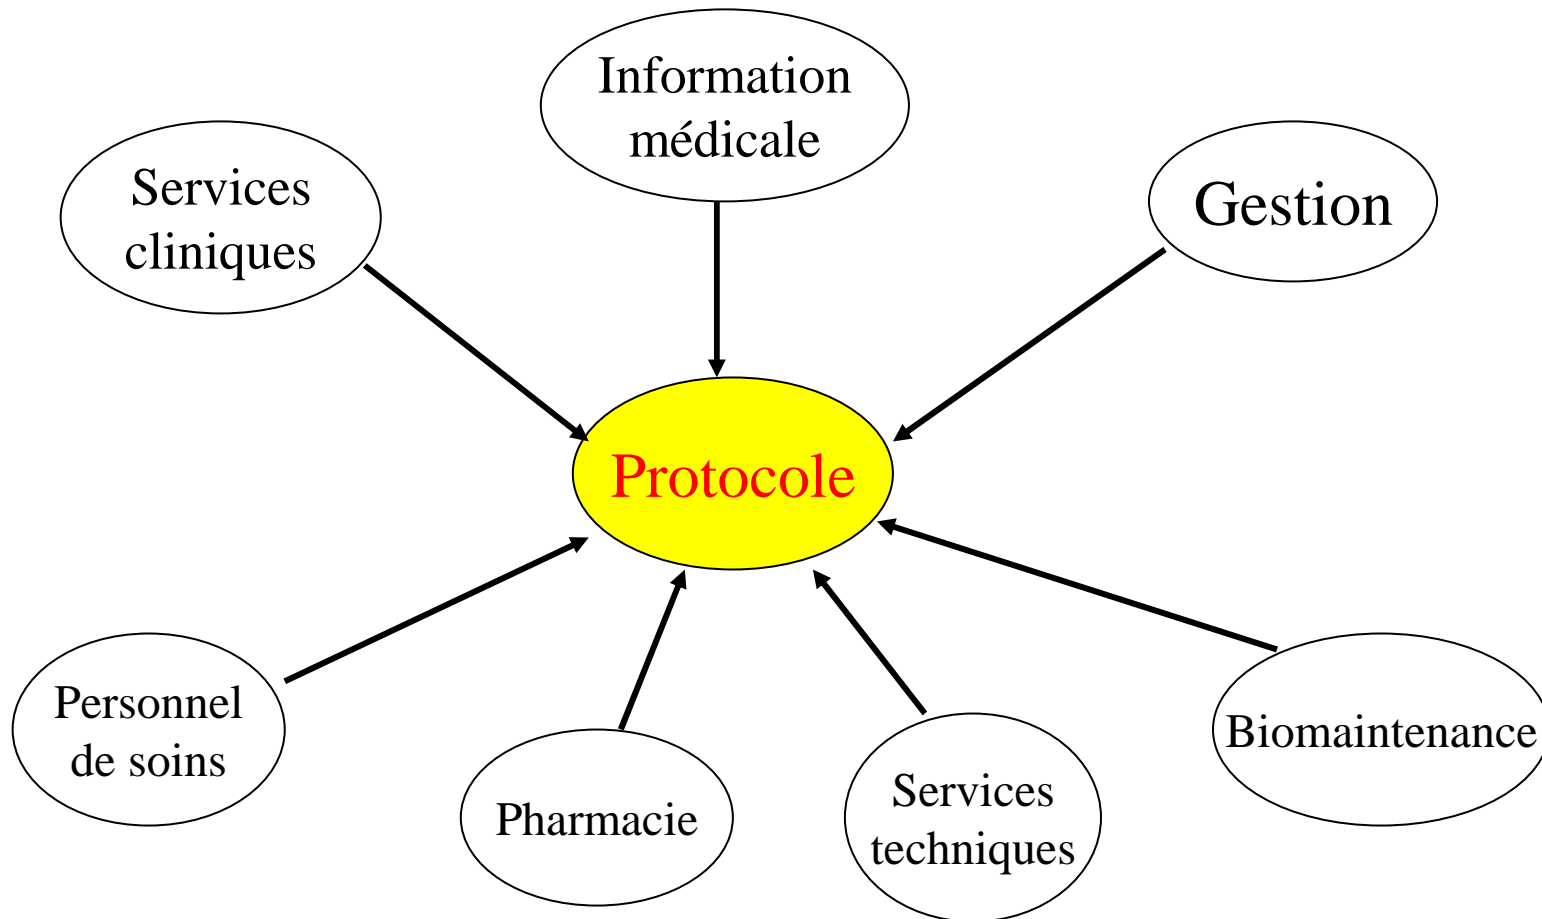 Information
médicale
Services
cliniques
Gestion
Protocole
Personnel
de soins
Pharmacie
Services
techniques
Biomaintenance